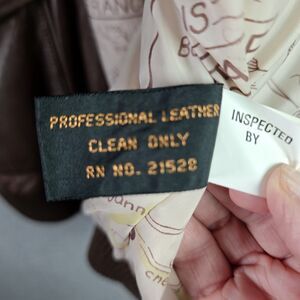 PROFESSIONAL LEATHER
CLEAN ONLY
RN NO. 21528
INSPECTED
BY